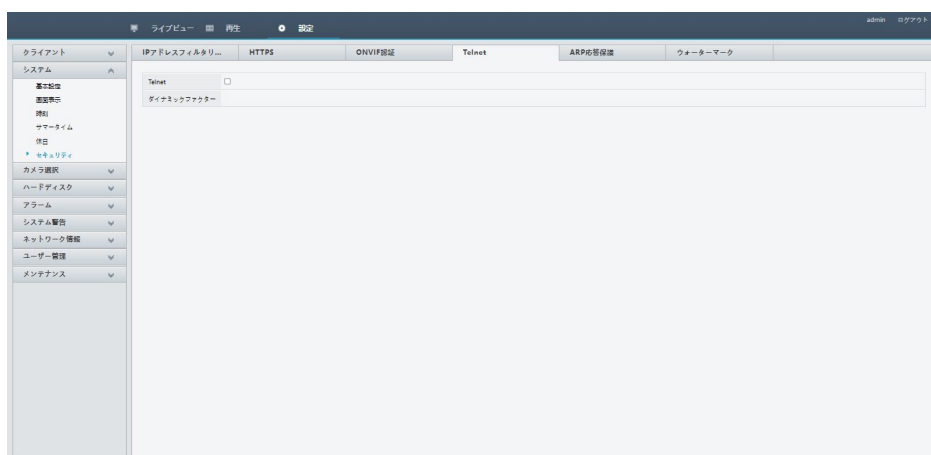 ライブビュー 再生 設定
admin ログアウト
クライアント
システム
基本設定
画面表示
時刻
サマータイム
休日
セキュリティ
カメラ選択
ハードディスク
アラーム
システム警告
ネットワーク情報
ユーザー管理
メンテナンス
IPアドレスフィルタリ... HTTPS ONVIF認証 Telnet ARP応答保護 ウォーターマーク
Telnet
ダイナミックファクター